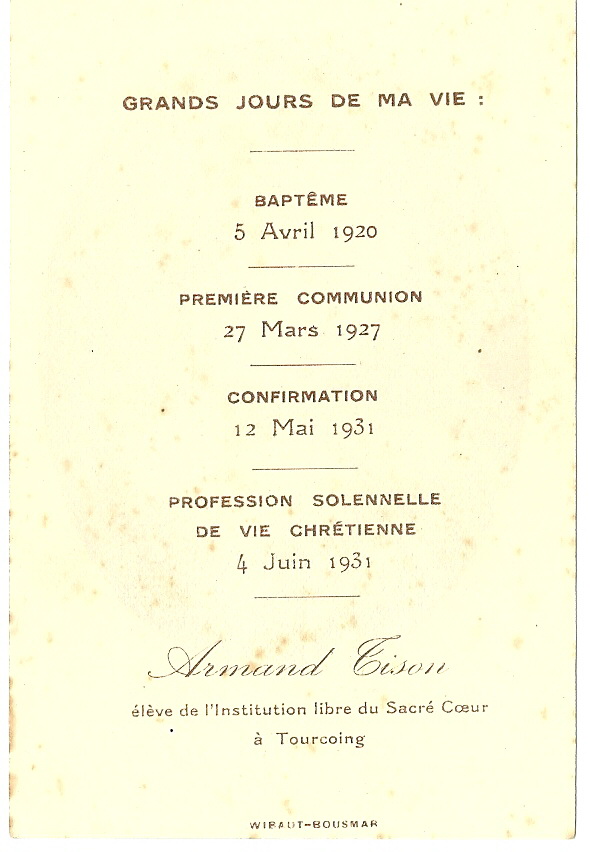 GRANDS JOURS DE MA VIE :
BAPTÊME
5 Avril 1920
PREMIÈRE COMMUNION
27 Mars 1927
CONFIRMATION
12 Mai 1931
PROFESSION SOLENNELLE
DE VIE CHRÉTIENNE
4 Juin 1931
Armand Tison
élève de l'Institution libre du Sacré Cœur
à Tourcoing
WIBAUT-BOUSMAR